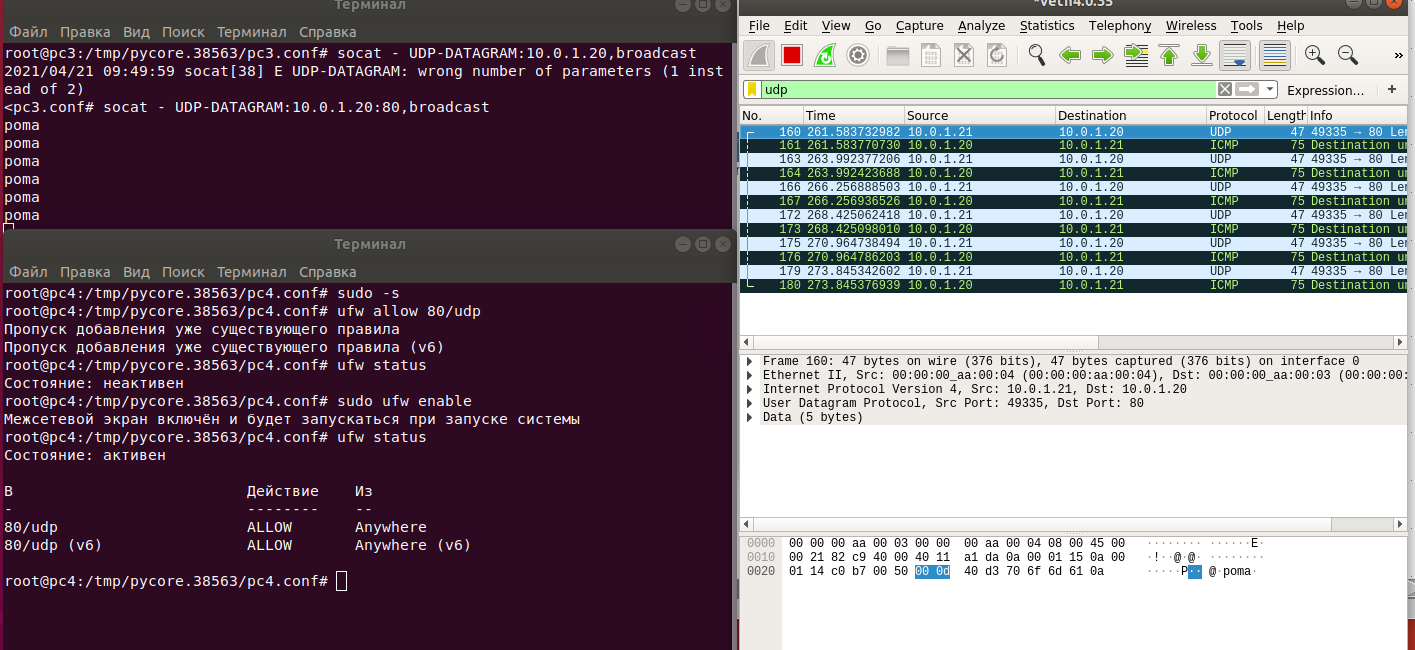 Терминал
Файл Правка Вид Поиск Терминал Справка
root@pc3:/tmp/pycore.38563/pc3.conf# socat - UDP-DATAGRAM:10.0.1.20,broadcast
2021/04/21 09:49:59 socat[38] E UDP-DATAGRAM: wrong number of parameters (1 inst
ead of 2)
<pc3.conf# socat - UDP-DATAGRAM:10.0.1.20:80,broadcast
poma
poma
poma
poma
poma
poma
Терминал
Файл Правка Вид Поиск Терминал Справка
root@pc4:/tmp/pycore.38563/pc4.conf# sudo -s
root@pc4:/tmp/pycore.38563/pc4.conf# ufw allow 80/udp
Пропуск добавления уже существующего правила
Пропуск добавления уже существующего правила (v6)
root@pc4:/tmp/pycore.38563/pc4.conf# ufw status
Состояние: неактивен
root@pc4:/tmp/pycore.38563/pc4.conf# sudo ufw enable
Межсетевой экран включён и будет запускаться при запуске системы
root@pc4:/tmp/pycore.38563/pc4.conf# ufw status
Состояние: активен
В Действие Из
- -------- --
80/udp ALLOW Anywhere
80/udp (v6) ALLOW Anywhere (v6)
root@pc4:/tmp/pycore.38563/pc4.conf#
*veth4.0.35
File Edit View Go Capture Analyze Statistics Telephony Wireless Tools Help
udp Expression… +
No. Time Source Destination Protocol Length Info
160 261.583732982 10.0.1.21 10.0.1.20 UDP 47 49335 → 80 Len
161 261.583770730 10.0.1.20 10.0.1.21 ICMP 75 Destination un
163 263.992377206 10.0.1.21 10.0.1.20 UDP 47 49335 → 80 Len
164 263.992423688 10.0.1.20 10.0.1.21 ICMP 75 Destination un
166 266.256888503 10.0.1.21 10.0.1.20 UDP 47 49335 → 80 Len
167 266.256936526 10.0.1.20 10.0.1.21 ICMP 75 Destination un
172 268.425062418 10.0.1.21 10.0.1.20 UDP 47 49335 → 80 Len
173 268.425098010 10.0.1.20 10.0.1.21 ICMP 75 Destination un
175 270.964738494 10.0.1.21 10.0.1.20 UDP 47 49335 → 80 Len
176 270.964786203 10.0.1.20 10.0.1.21 ICMP 75 Destination un
179 273.845342602 10.0.1.21 10.0.1.20 UDP 47 49335 → 80 Len
180 273.845376939 10.0.1.20 10.0.1.21 ICMP 75 Destination un
Frame 160: 47 bytes on wire (376 bits), 47 bytes captured (376 bits) on interface 0
Ethernet II, Src: 00:00:00_aa:00:04 (00:00:00:aa:00:04), Dst: 00:00:00_aa:00:03 (00:00:00:
Internet Protocol Version 4, Src: 10.0.1.21, Dst: 10.0.1.20
User Datagram Protocol, Src Port: 49335, Dst Port: 80
Data (5 bytes)
0000 00 00 00 aa 00 03 00 00 00 aa 00 04 08 00 45 00 ········ ······E·
0010 00 21 82 c9 40 00 40 11 a1 da 0a 00 01 15 0a 00 ·!··@·@· ········
0020 01 14 c0 b7 00 50 00 0d 40 d3 70 6f 6d 61 0a ·····P·· @·poma·